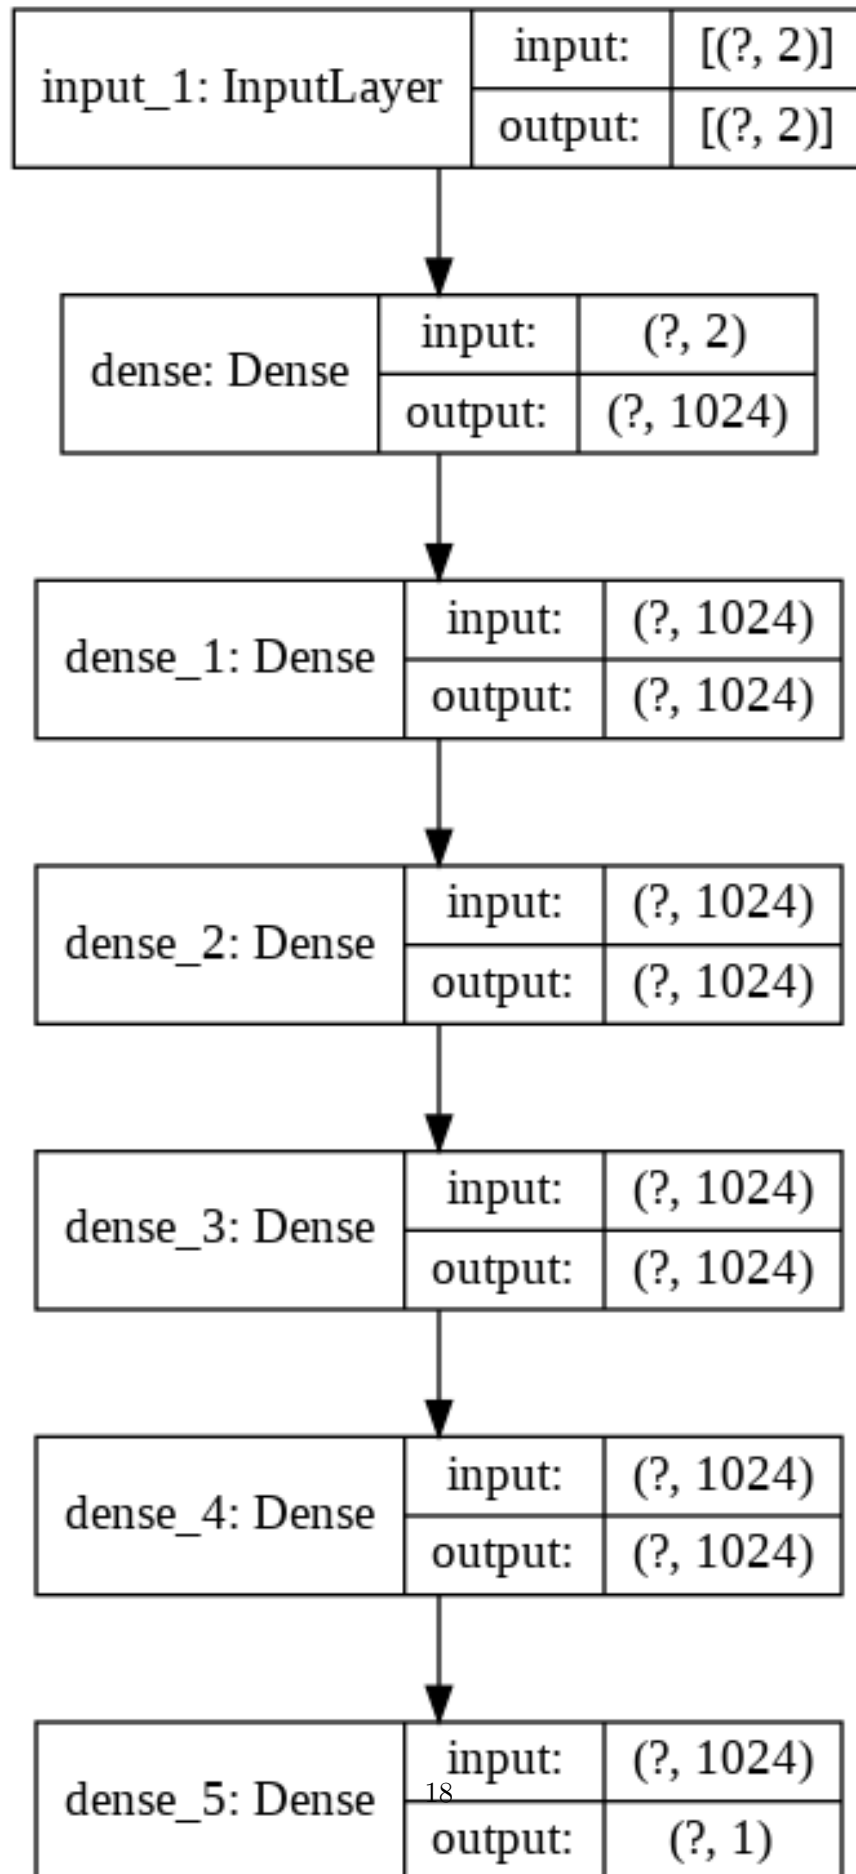 input_1: InputLayer
input: [(?, 2)]
output: [(?, 2)]
dense: Dense
input: (?, 2)
output: (?, 1024)
dense_1: Dense
input: (?, 1024)
output: (?, 1024)
dense_2: Dense
input: (?, 1024)
output: (?, 1024)
dense_3: Dense
input: (?, 1024)
output: (?, 1024)
dense_4: Dense
input: (?, 1024)
output: (?, 1024)
dense_5: Dense
input: (?, 1024)
18
output: (?, 1)